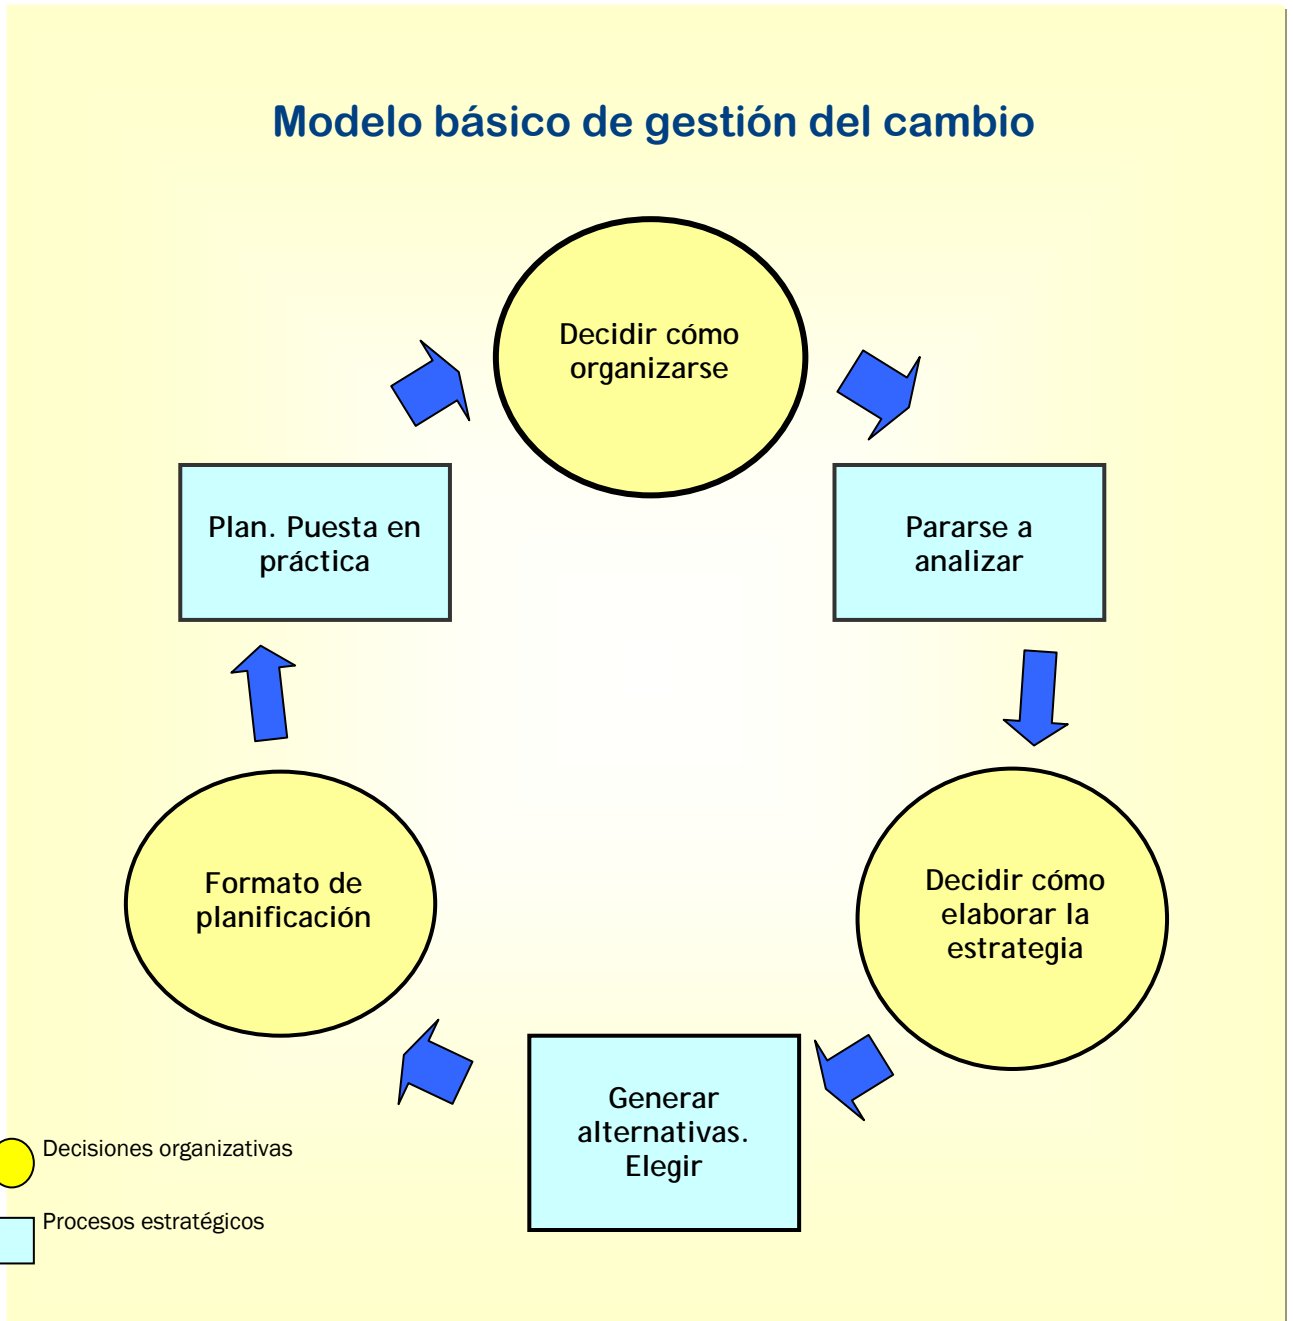 Modelo básico de gestión del cambio
Decidir cómo
organizarse
Plan. Puesta en
práctica
Pararse a
analizar
Formato de
planificación
Decidir cómo
elaborar la
estrategia
Generar
alternativas.
Elegir
Decisiones organizativas
Procesos estratégicos